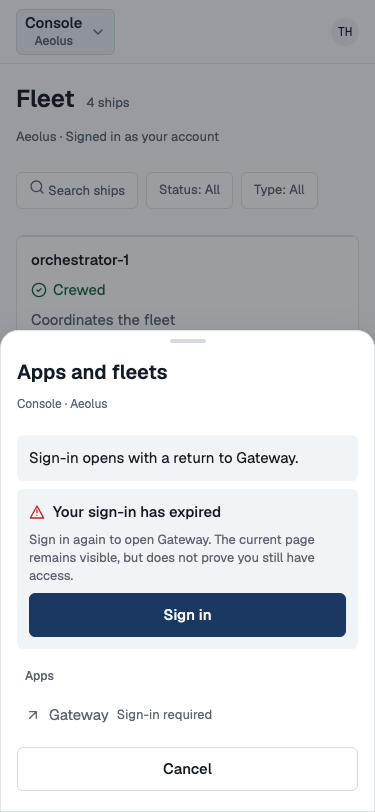 Console
Aeolus
TH
Fleet 4 ships
Aeolus · Signed in as your account
Search ships
Status: All
Type: All
orchestrator-1
Crewed
Coordinates the fleet
Apps and fleets
Console · Aeolus
Sign-in opens with a return to Gateway.
Your sign-in has expired
Sign in again to open Gateway. The current page
remains visible, but does not prove you still have
access.
Sign in
Apps
Gateway Sign-in required
Cancel